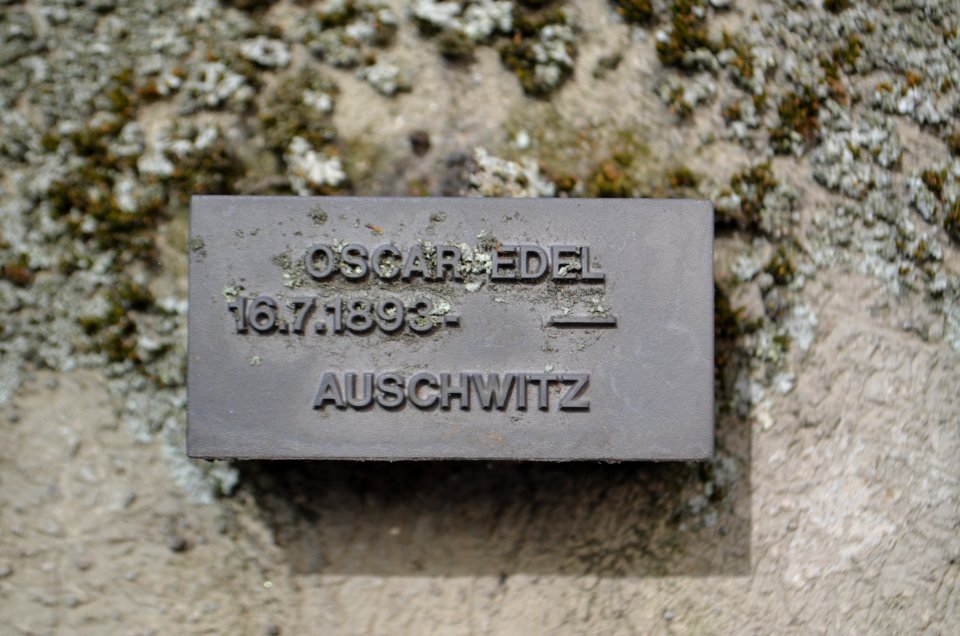 OSCAR EDEL
16.7.1893- —
AUSCHWITZ